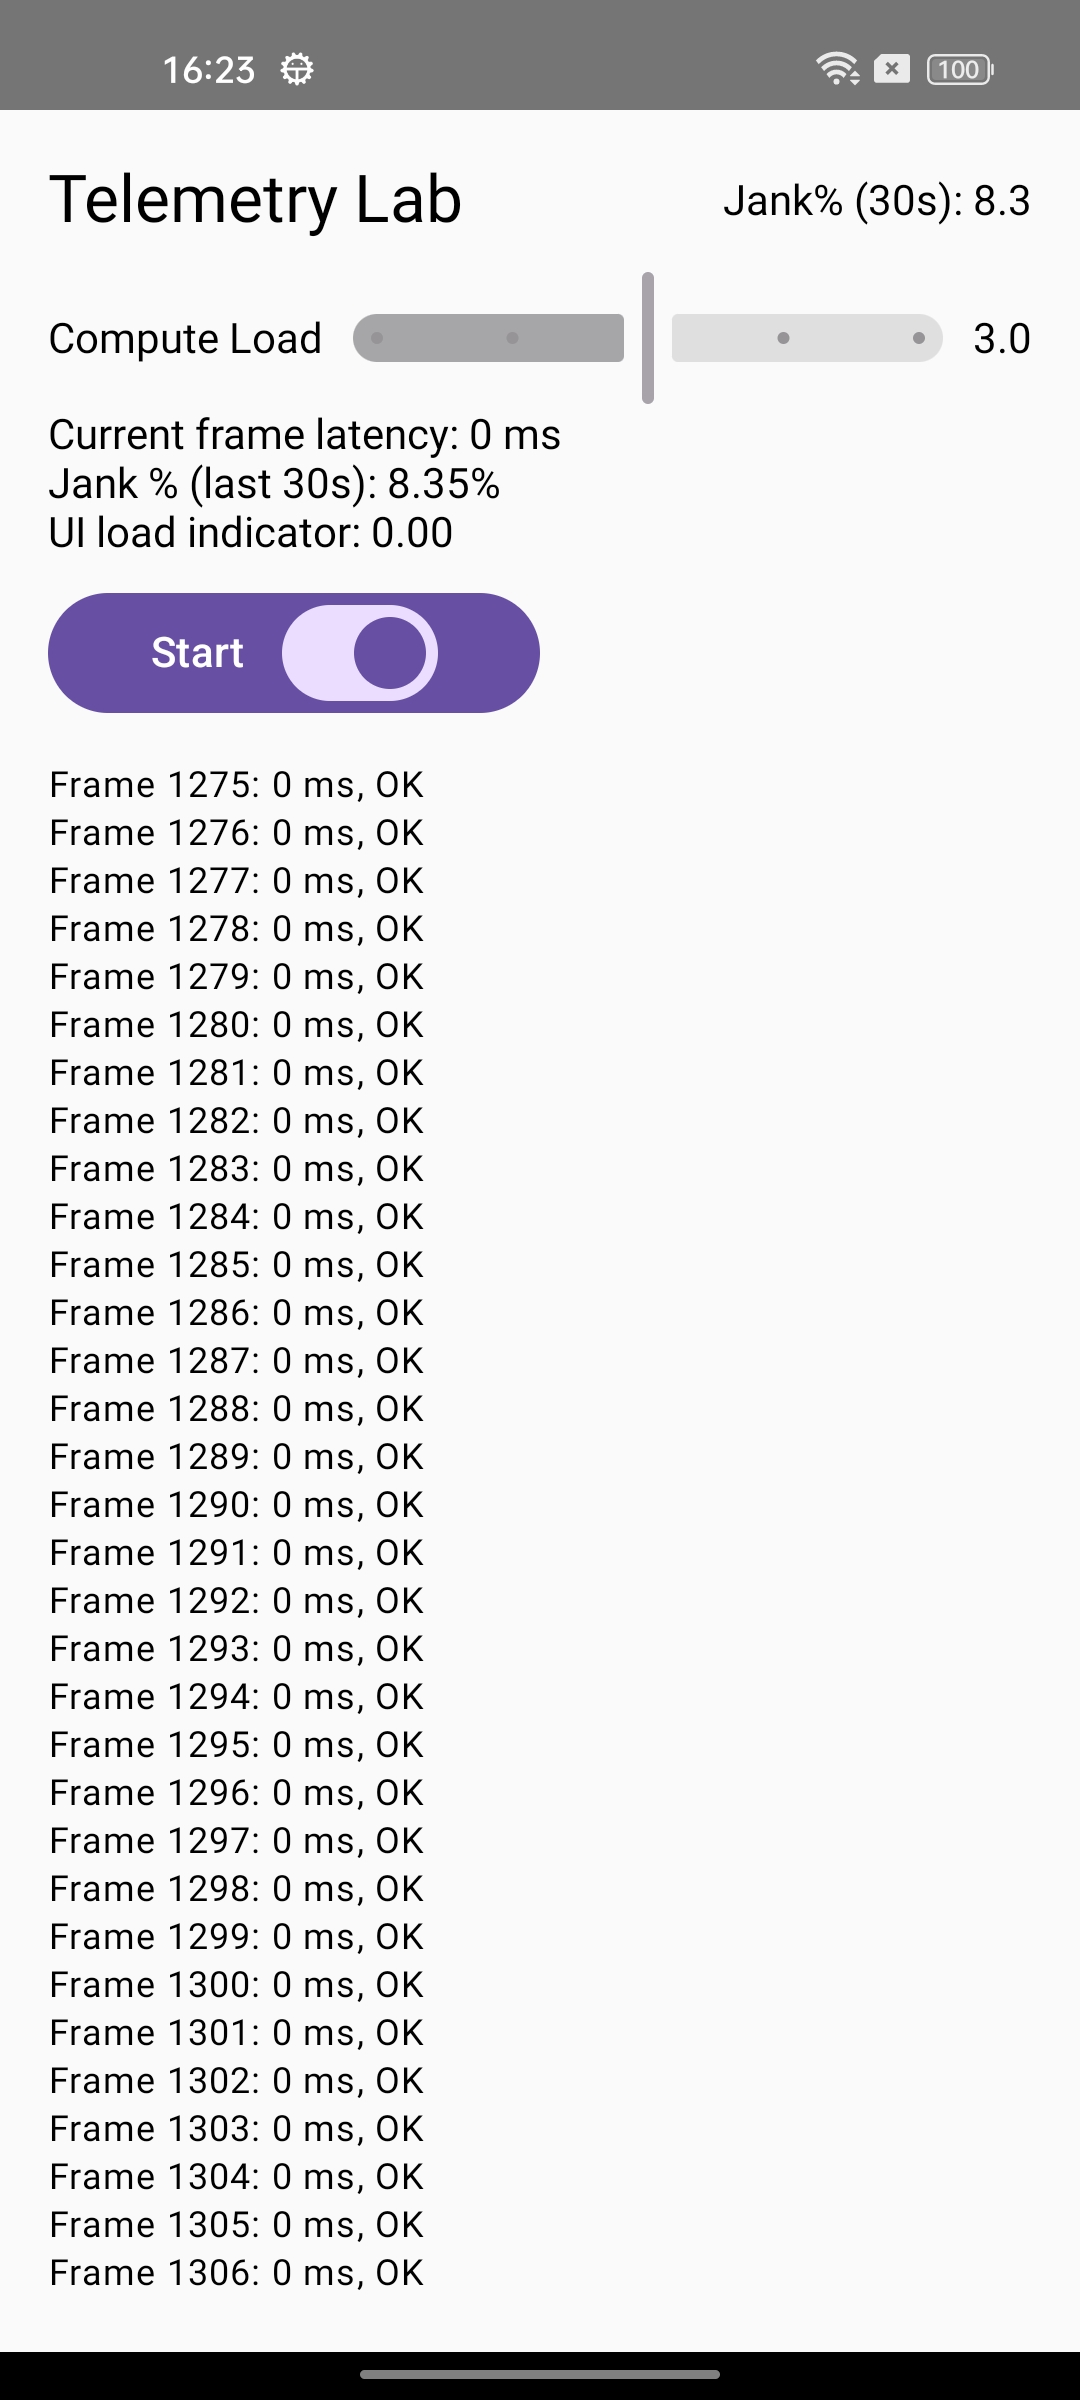 16:23
100
Telemetry Lab
Jank% (30s): 8.3
Compute Load
3.0
Current frame latency: 0 ms
Jank % (last 30s): 8.35%
UI load indicator: 0.00
Start
Frame 1275: 0 ms, OK
Frame 1276: 0 ms, OK
Frame 1277: 0 ms, OK
Frame 1278: 0 ms, OK
Frame 1279: 0 ms, OK
Frame 1280: 0 ms, OK
Frame 1281: 0 ms, OK
Frame 1282: 0 ms, OK
Frame 1283: 0 ms, OK
Frame 1284: 0 ms, OK
Frame 1285: 0 ms, OK
Frame 1286: 0 ms, OK
Frame 1287: 0 ms, OK
Frame 1288: 0 ms, OK
Frame 1289: 0 ms, OK
Frame 1290: 0 ms, OK
Frame 1291: 0 ms, OK
Frame 1292: 0 ms, OK
Frame 1293: 0 ms, OK
Frame 1294: 0 ms, OK
Frame 1295: 0 ms, OK
Frame 1296: 0 ms, OK
Frame 1297: 0 ms, OK
Frame 1298: 0 ms, OK
Frame 1299: 0 ms, OK
Frame 1300: 0 ms, OK
Frame 1301: 0 ms, OK
Frame 1302: 0 ms, OK
Frame 1303: 0 ms, OK
Frame 1304: 0 ms, OK
Frame 1305: 0 ms, OK
Frame 1306: 0 ms, OK